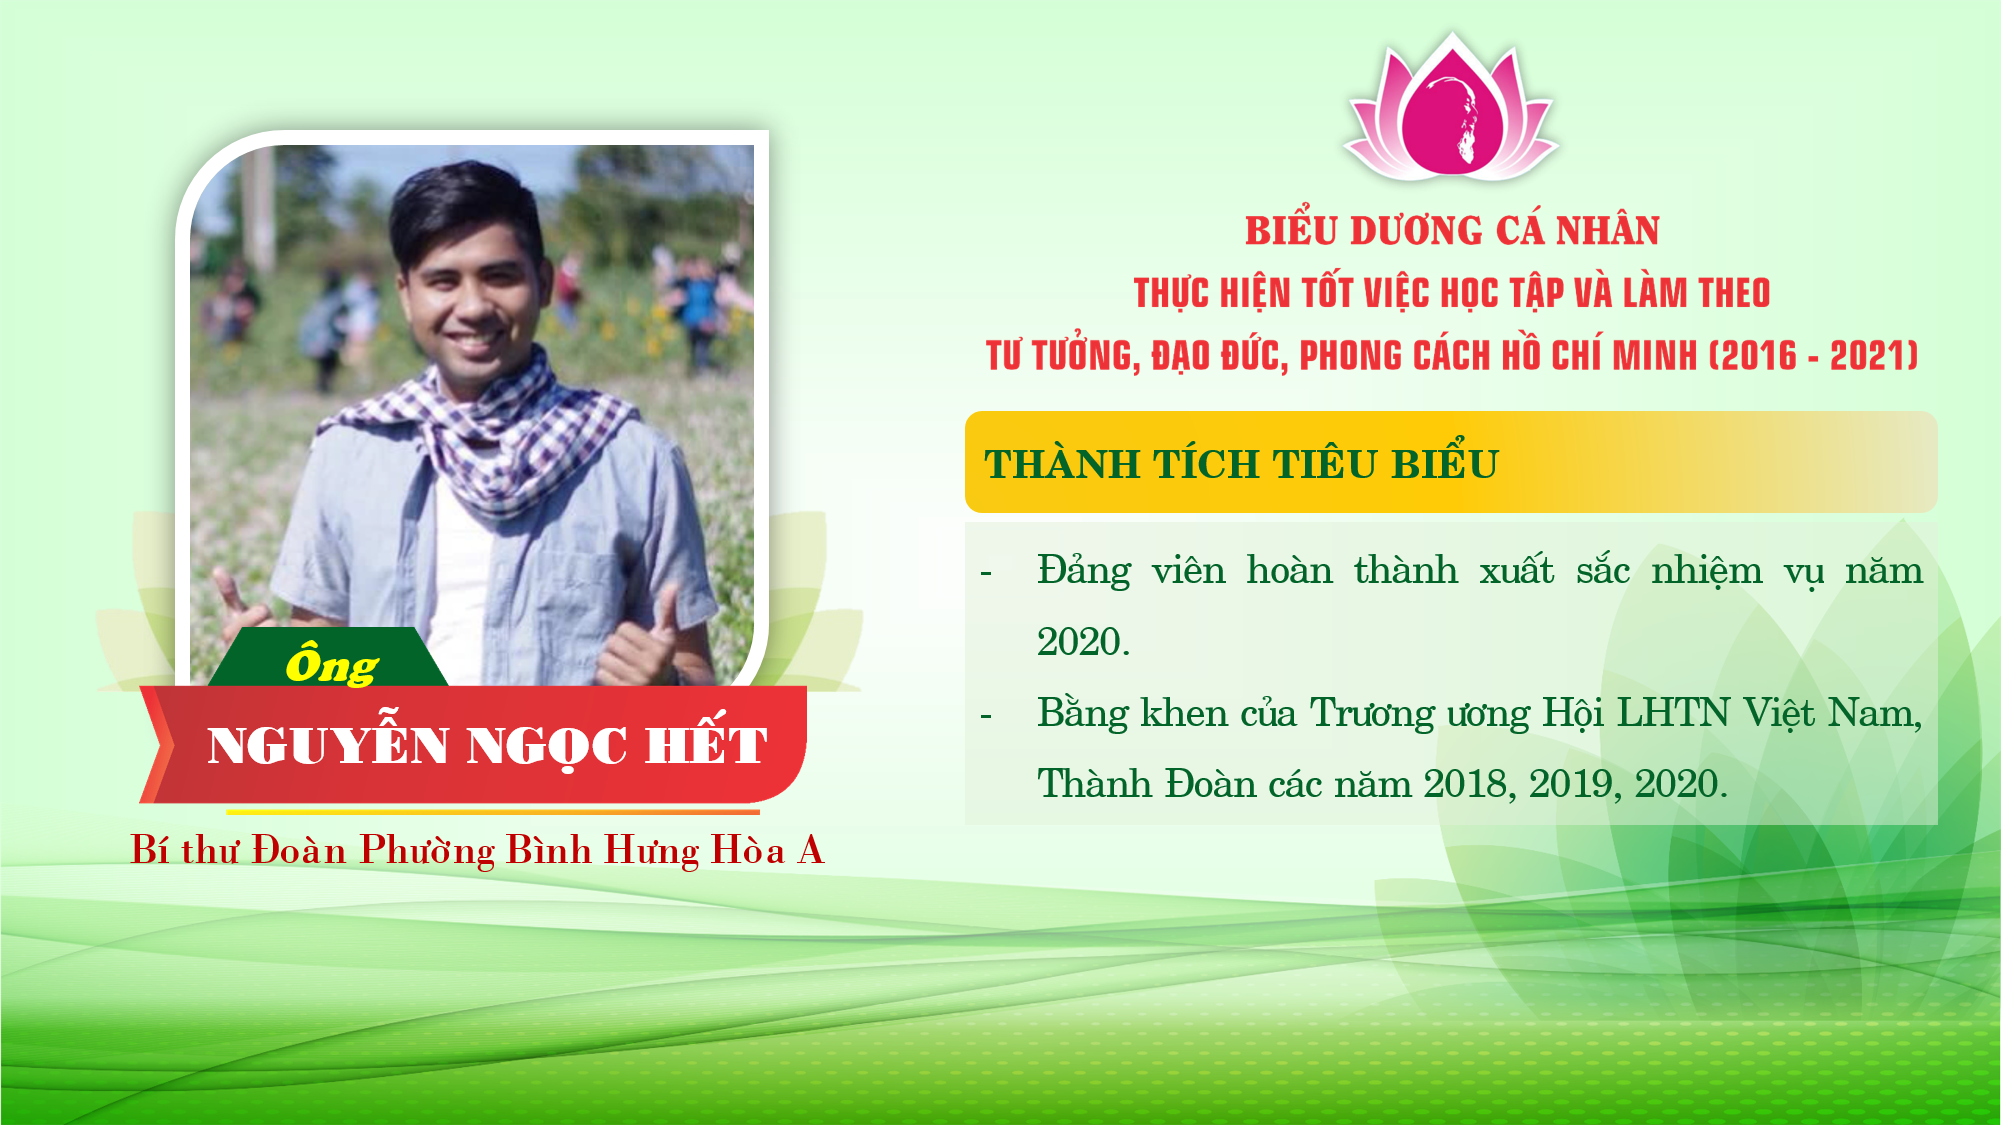 BIỂU DƯƠNG CÁ NHÂN
THỰC HIỆN TỐT VIỆC HỌC TẬP VÀ LÀM THEO
TƯ TƯỞNG, ĐẠO ĐỨC, PHONG CÁCH HỒ CHÍ MINH (2016 - 2021)
THÀNH TÍCH TIÊU BIỂU
- Đảng viên hoàn thành xuất sắc nhiệm vụ năm
2020.
- Bằng khen của Trương ương Hội LHTN Việt Nam,
Thành Đoàn các năm 2018, 2019, 2020.
Ông
NGUYỄN NGỌC HẾT
Bí thư Đoàn Phường Bình Hưng Hòa A